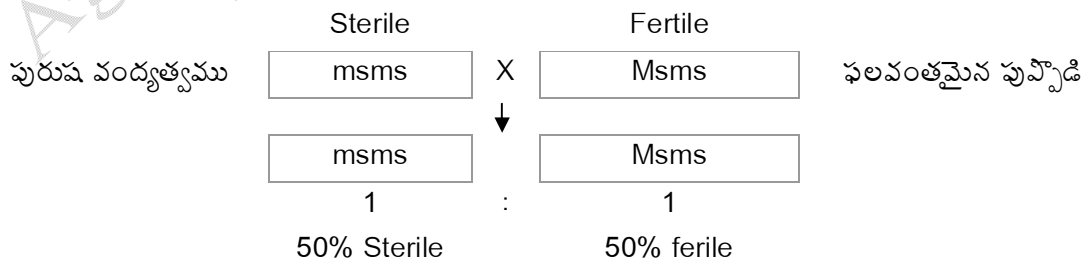 Sterile Fertile
పురుష వంధ్యత్వము msms X Msms ఫలవంతమైన పుప్పొడి
msms Msms
1 : 1
50% Sterile 50% ferile